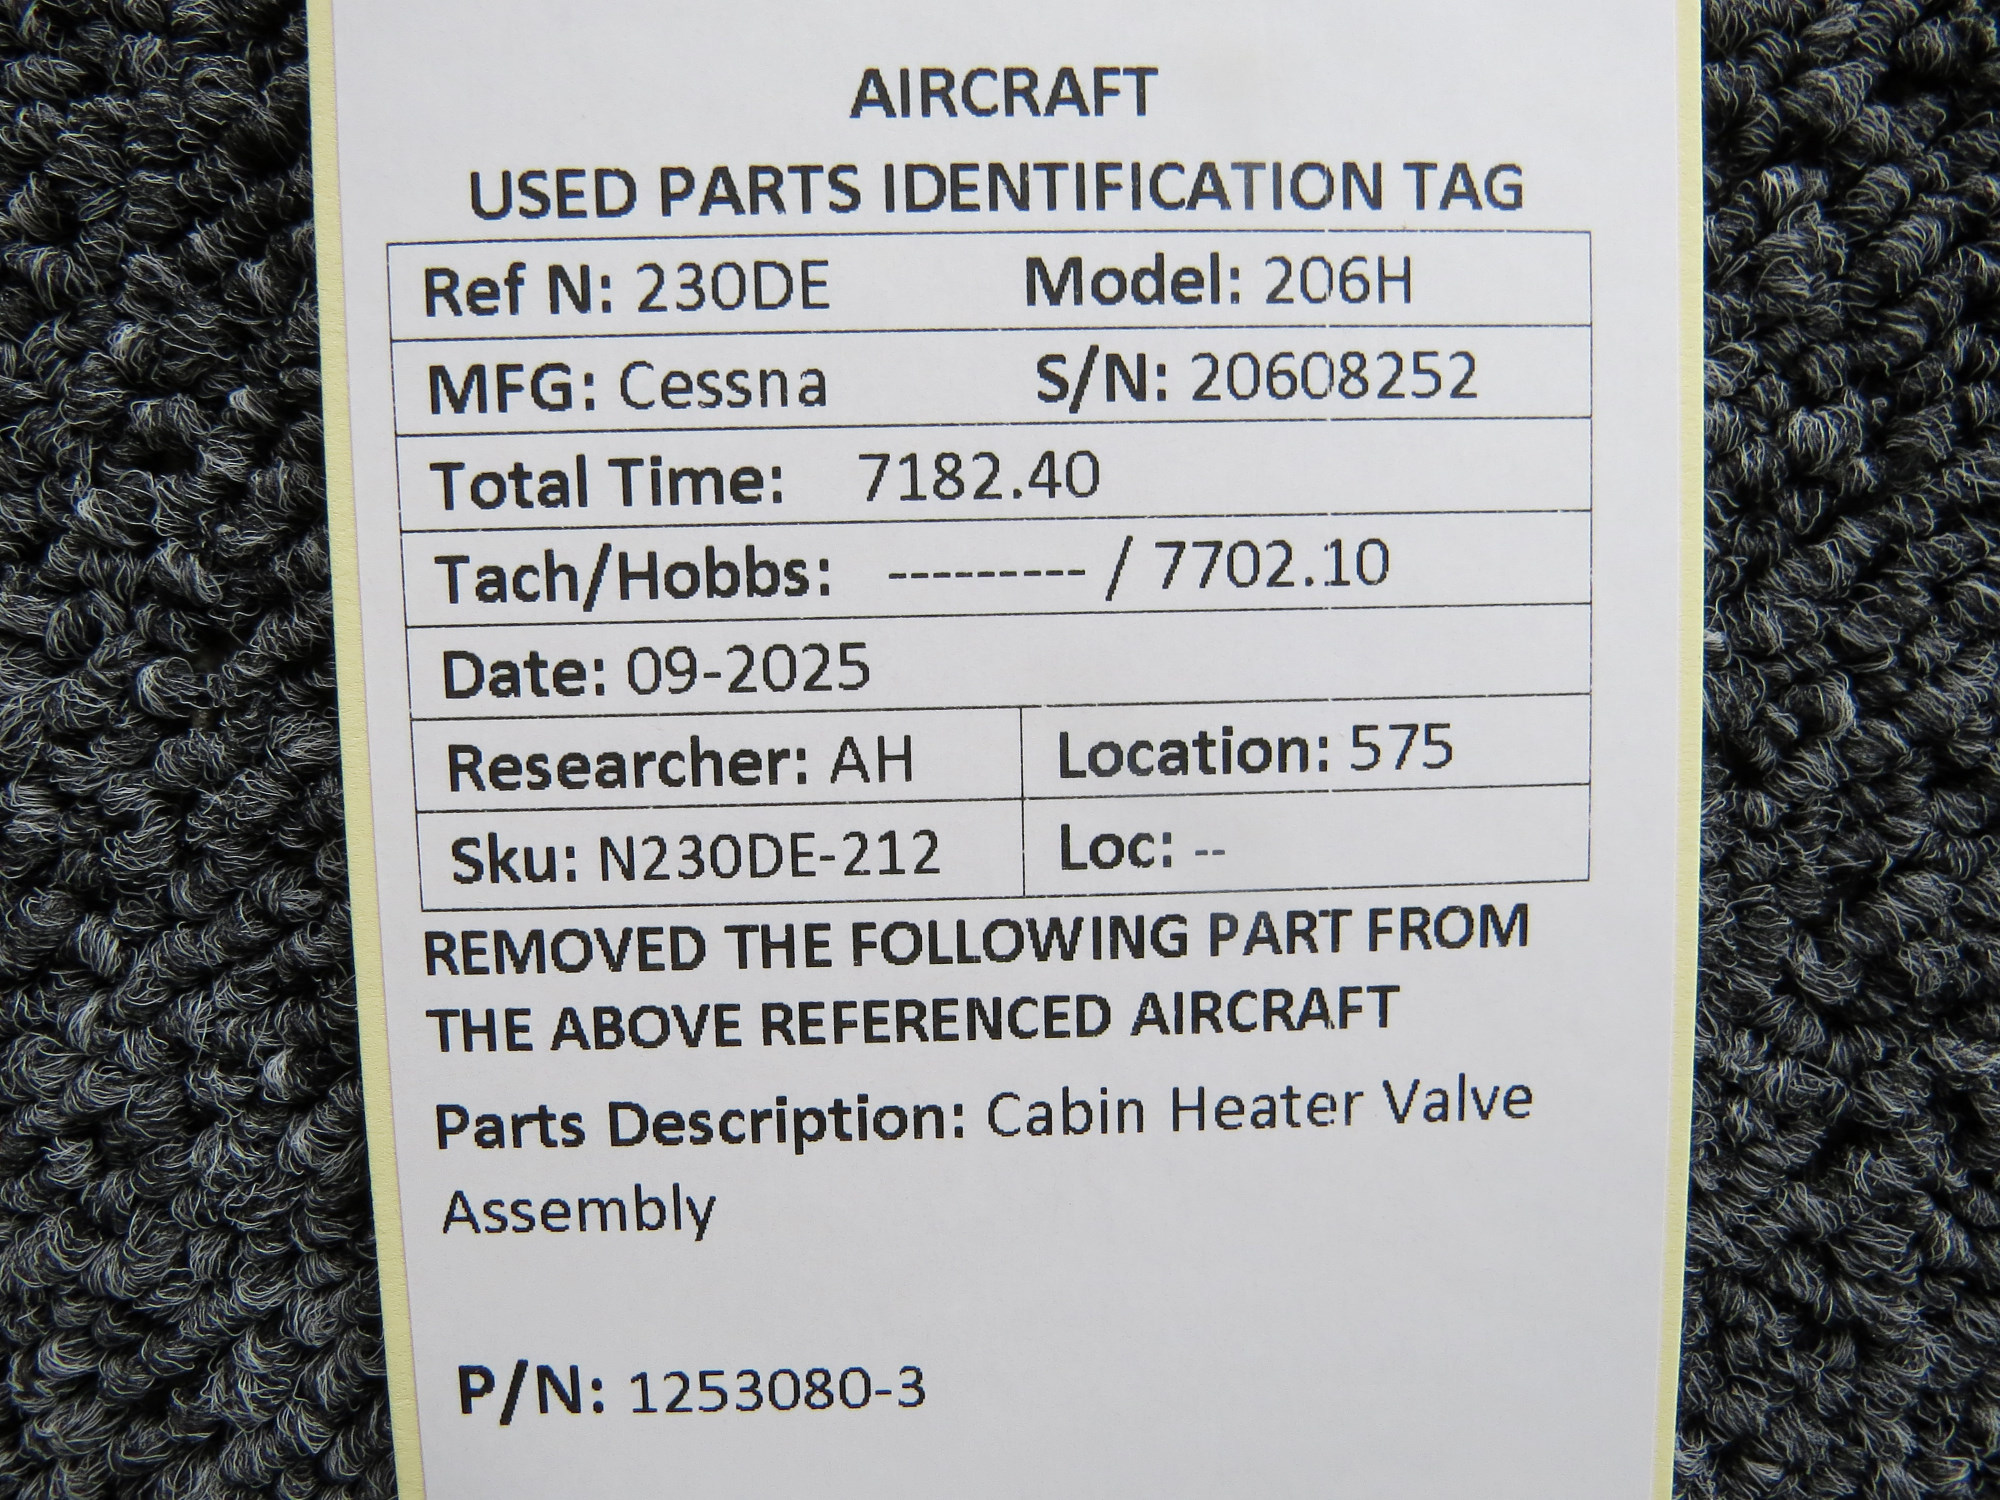 AIRCRAFT
USED PARTS IDENTIFICATION TAG
Ref N: 230DE Model: 206H
MFG: Cessna S/N: 20608252
Total Time: 7182.40
Tach/Hobbs: --------- / 7702.10
Date: 09-2025
Researcher: AH Location: 575
Sku: N230DE-212 Loc: --
REMOVED THE FOLLOWING PART FROM
THE ABOVE REFERENCED AIRCRAFT
Parts Description: Cabin Heater Valve
Assembly
P/N: 1253080-3